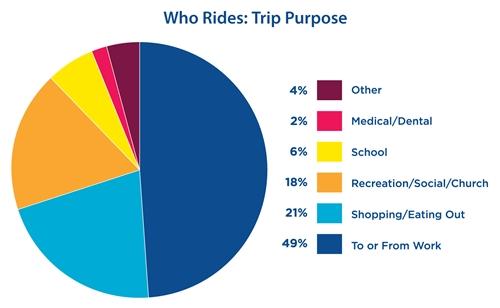 Who Rides: Trip Purpose
4% Other
2% Medical/Dental
6% School
18% Recreation/Social/Church
21% Shopping/Eating Out
49% To or From Work